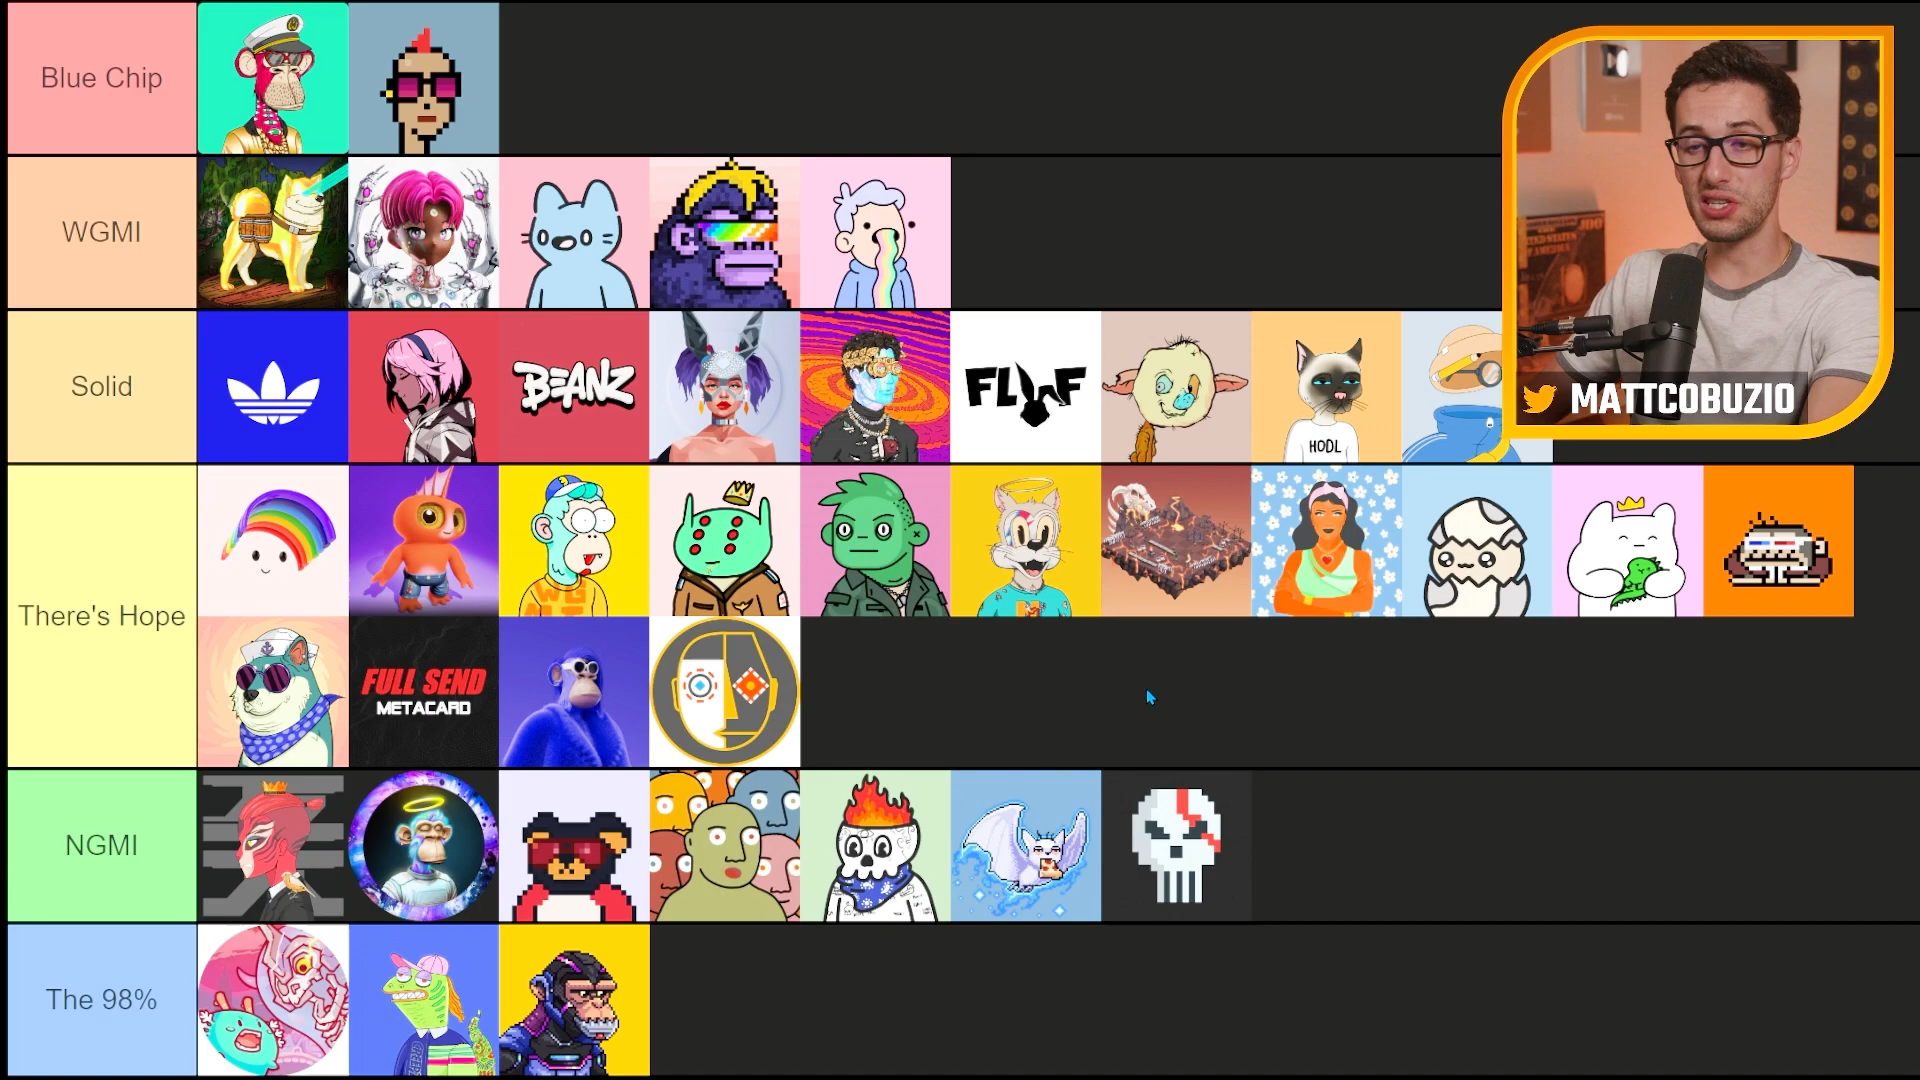 Blue Chip
WGMI
Solid
BEANZ
FLUF
HODL
MATTCOBUZIO
There's Hope
FULL SEND
METACARD
NGMI
The 98%